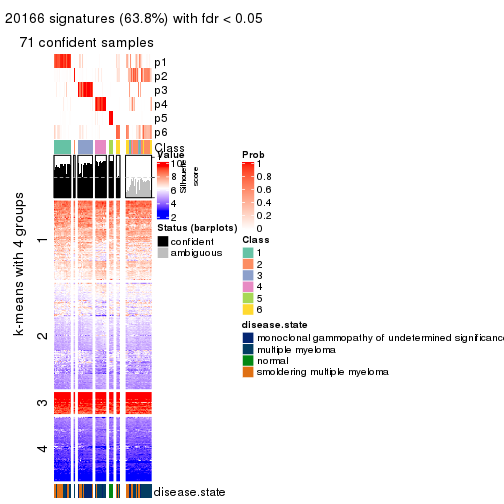 20166 signatures (63.8%) with fdr < 0.05
71 confident samples
p1
p2
p3
p4
p5
p6
Class
Value
10
8
6
4
2
Silhouette
score
Prob
1
0.8
0.6
0.4
0.2
0
Status (barplots)
confident
ambiguous
Class
1
2
3
4
5
6
disease.state
monoclonal gammopathy of undetermined significance
multiple myeloma
normal
smoldering multiple myeloma
k-means with 4 groups
1
2
3
4
disease.state